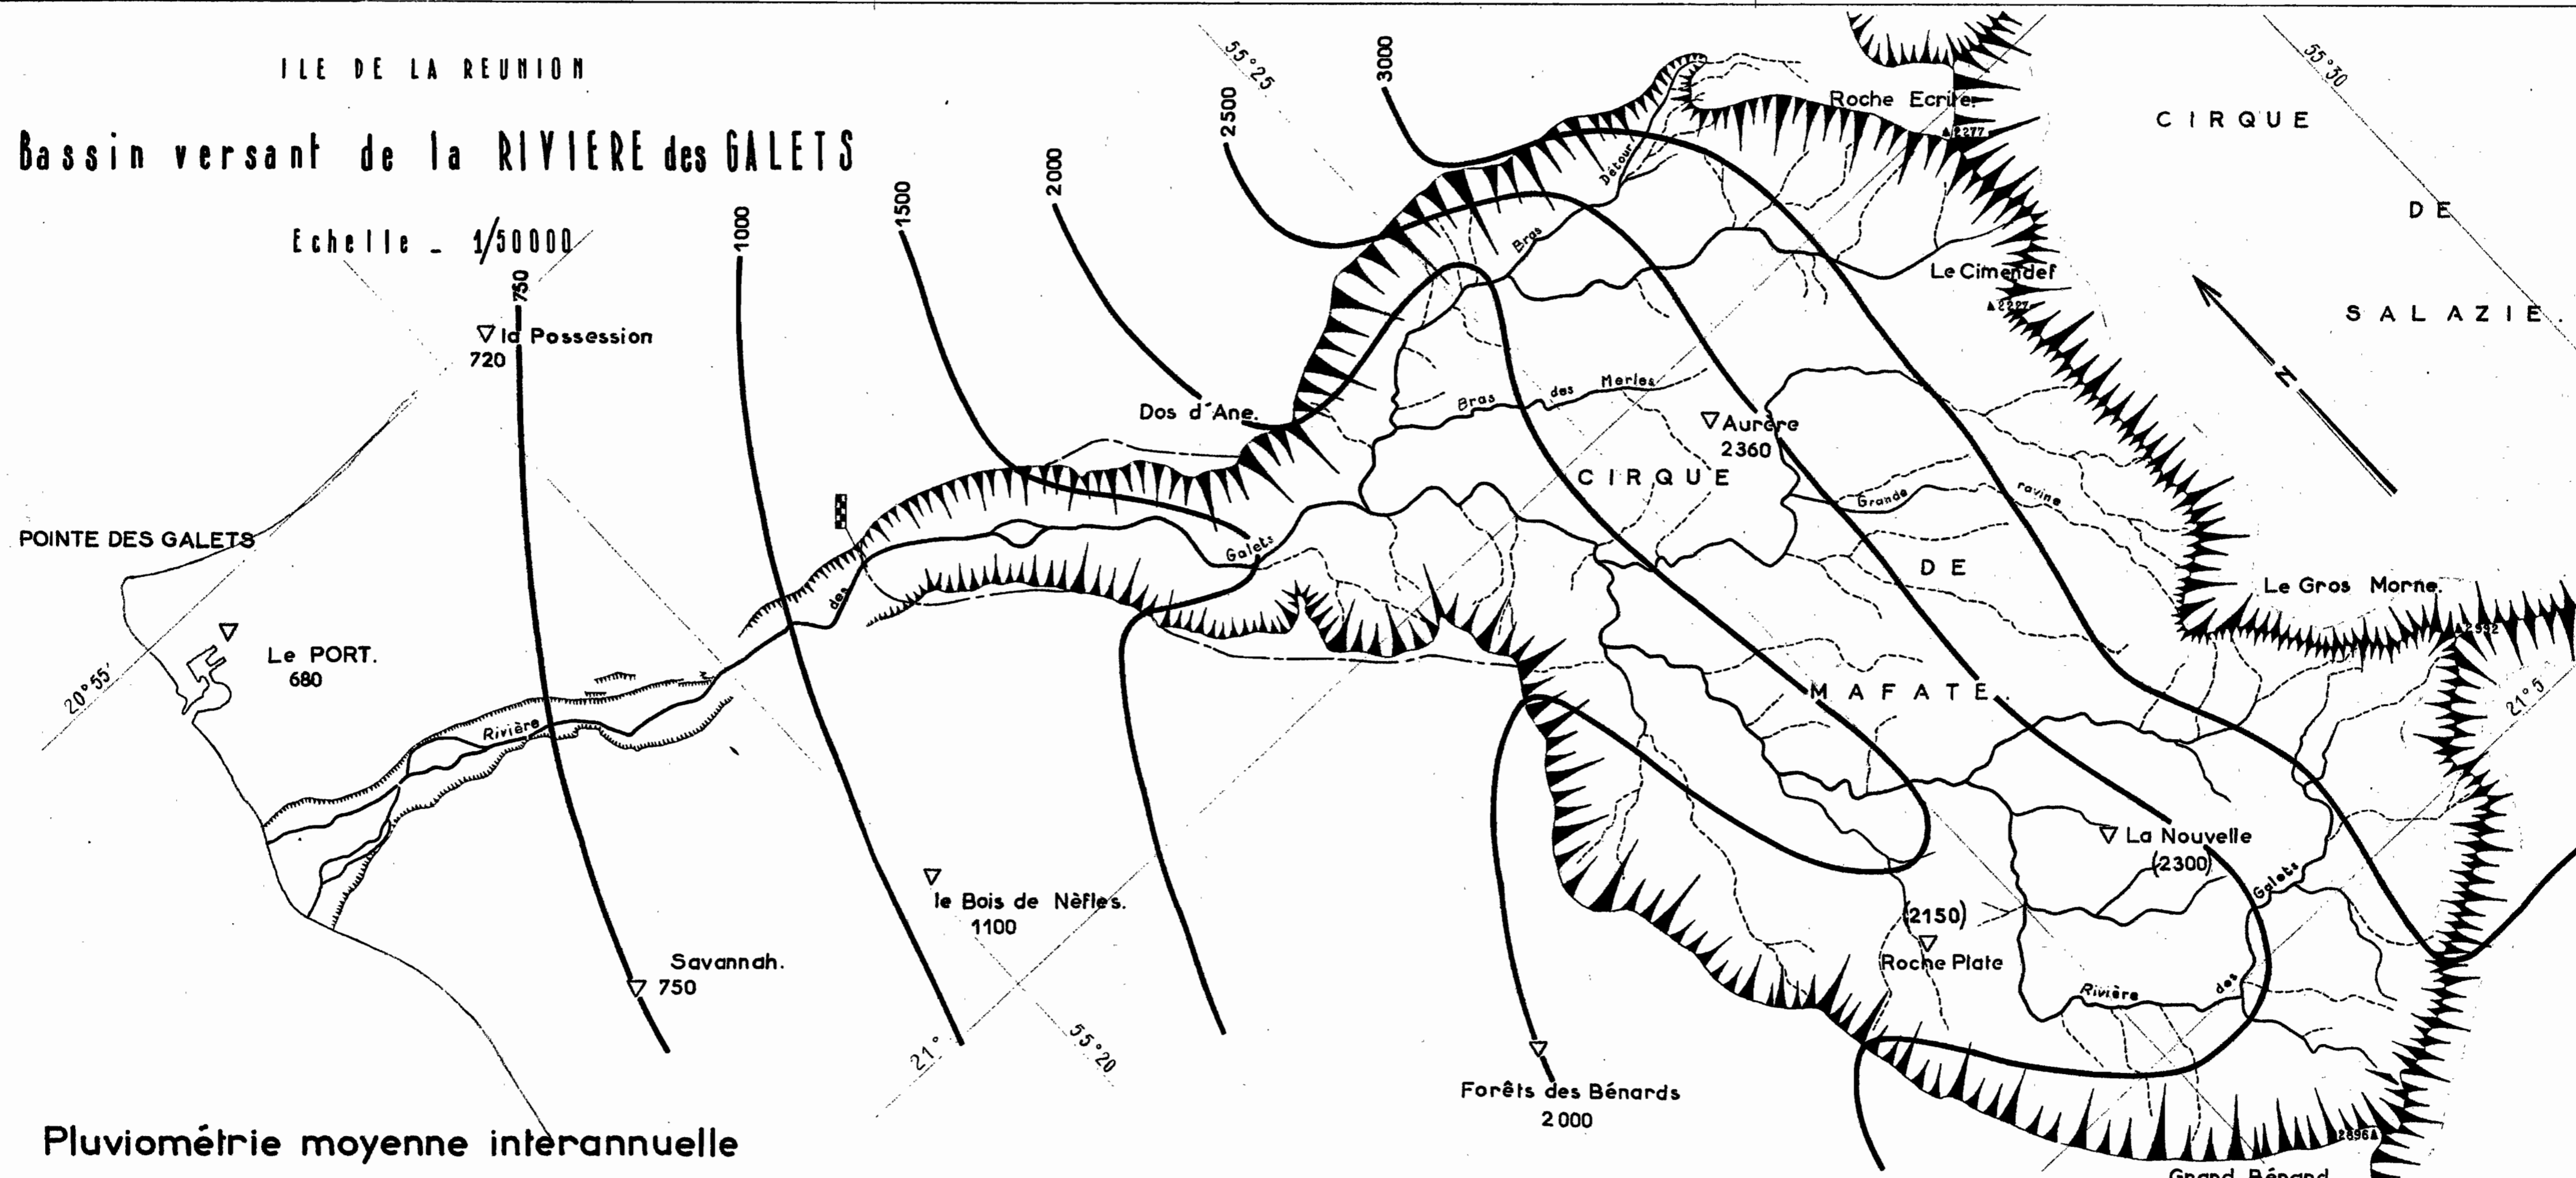 ILE DE LA REUNION
Bassin versant de la RIVIERE des GALETS
Echelle - 1/50000
750
1000
1500
2000
2500
3000
55°25
55°30
Roche Ecrite.
2277
CIRQUE
DE
SALAZIE.
Détour
Bras
Le Cimendef
2227
N
la Possession
720
Dos d'Ane.
Bras des Merles
Aurère
2360
CIRQUE
DE
MAFATE.
Grande ravine
POINTE DES GALETS
Galets
des
Rivière
Le Gros Morne.
2992
Le PORT.
680
20°55'
21°5
La Nouvelle
(2300)
Galets
le Bois de Nèfles.
1100
(2150)
Roche Plate
Savannah.
750
Rivière des
21°
55°20
Forêts des Bénards
2000
2896
Grand Bénard
Pluviométrie moyenne interannuelle